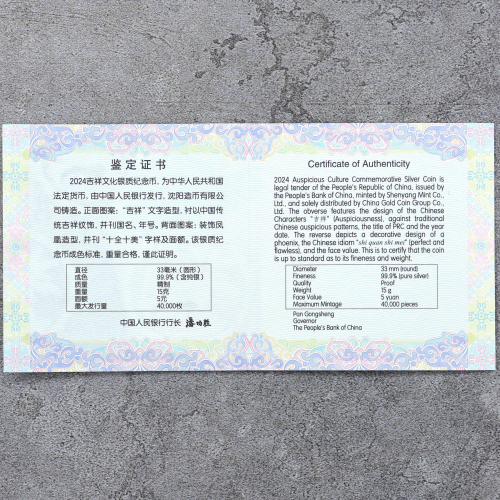 鉴定证书
2024吉祥文化银质纪念币，为中华人民共和国
法定货币，由中国人民银行发行，沈阳造币有限公
司铸造。正面图案：“吉祥”文字造型，衬以中国传
统吉祥纹饰，并刊国名、年号。背面图案：装饰凤
凰造型，并刊“十全十美”字样及面额。该银质纪
念币成色标准，重量合格，谨此证明。
直径 33毫米（圆形）
成色 99.9%（含纯银）
质量 精制
重量 15克
面额 5元
最大发行量 40,000枚
中国人民银行行长 潘功胜
Certificate of Authenticity
2024 Auspicious Culture Commemorative Silver Coin is
legal tender of the People's Republic of China, issued by
the People's Bank of China, minted by Shenyang Mint Co.,
Ltd., and solely distributed by China Gold Coin Group Co.,
Ltd. The obverse features the design of the Chinese
Characters "吉祥" (Auspiciousness), against traditional
Chinese auspicious patterns, the title of PRC and the year
date. The reverse depicts a decorative design of a
phoenix, the Chinese idiom "shi quan shi mei" (perfect and
flawless), and the face value. This is to certify that the coin
is up to standard as to its fineness and weight.
Diameter 33 mm (round)
Fineness 99.9% (pure silver)
Quality Proof
Weight 15 g
Face Value 5 yuan
Maximum Mintage 40,000 pieces
Pan Gongsheng
Governor
The People's Bank of China